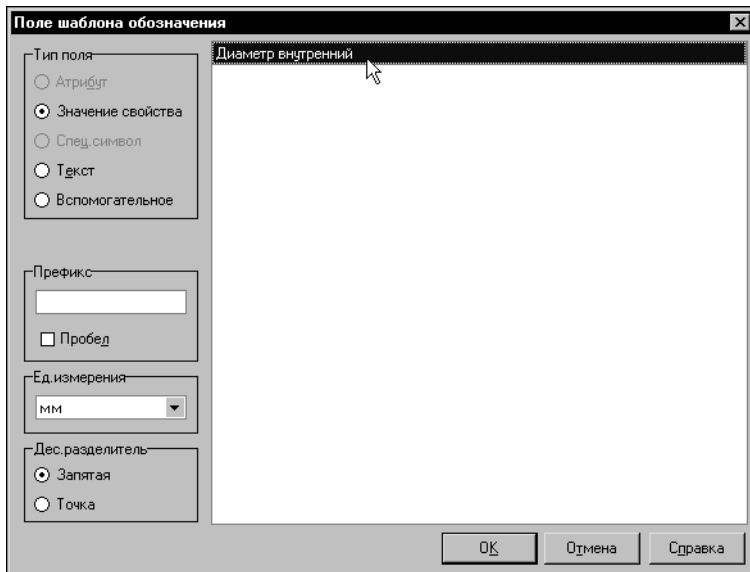 Поле шаблона обозначения
Тип поля
Атрибут
Значение свойства
Спец.символ
Текст
Вспомогательное
Префикс
Пробел
Ед.измерения
мм
Дес.разделитель
Запятая
Точка
Диаметр внутренний
OK
Отмена
Справка